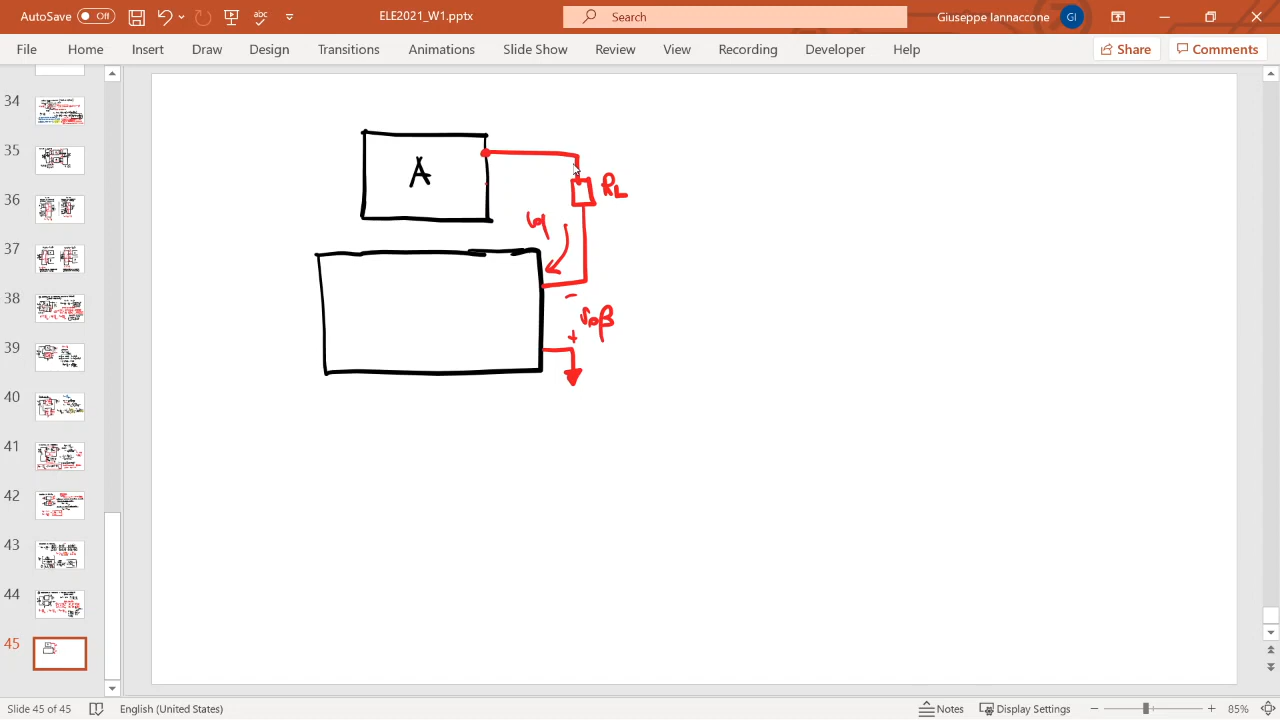 AutoSave Off
ELE2021_W1.pptx
Search
Giuseppe Iannaccone
GI
File Home Insert Draw Design Slide Show Transitions Animations Review View Recording Developer Help
Share Comments
34
35
36
37
38
39
40
41
42
43
44
45
A
RL
-
+
Slide 45 of 45
English (United States)
Notes
Display Settings
85%